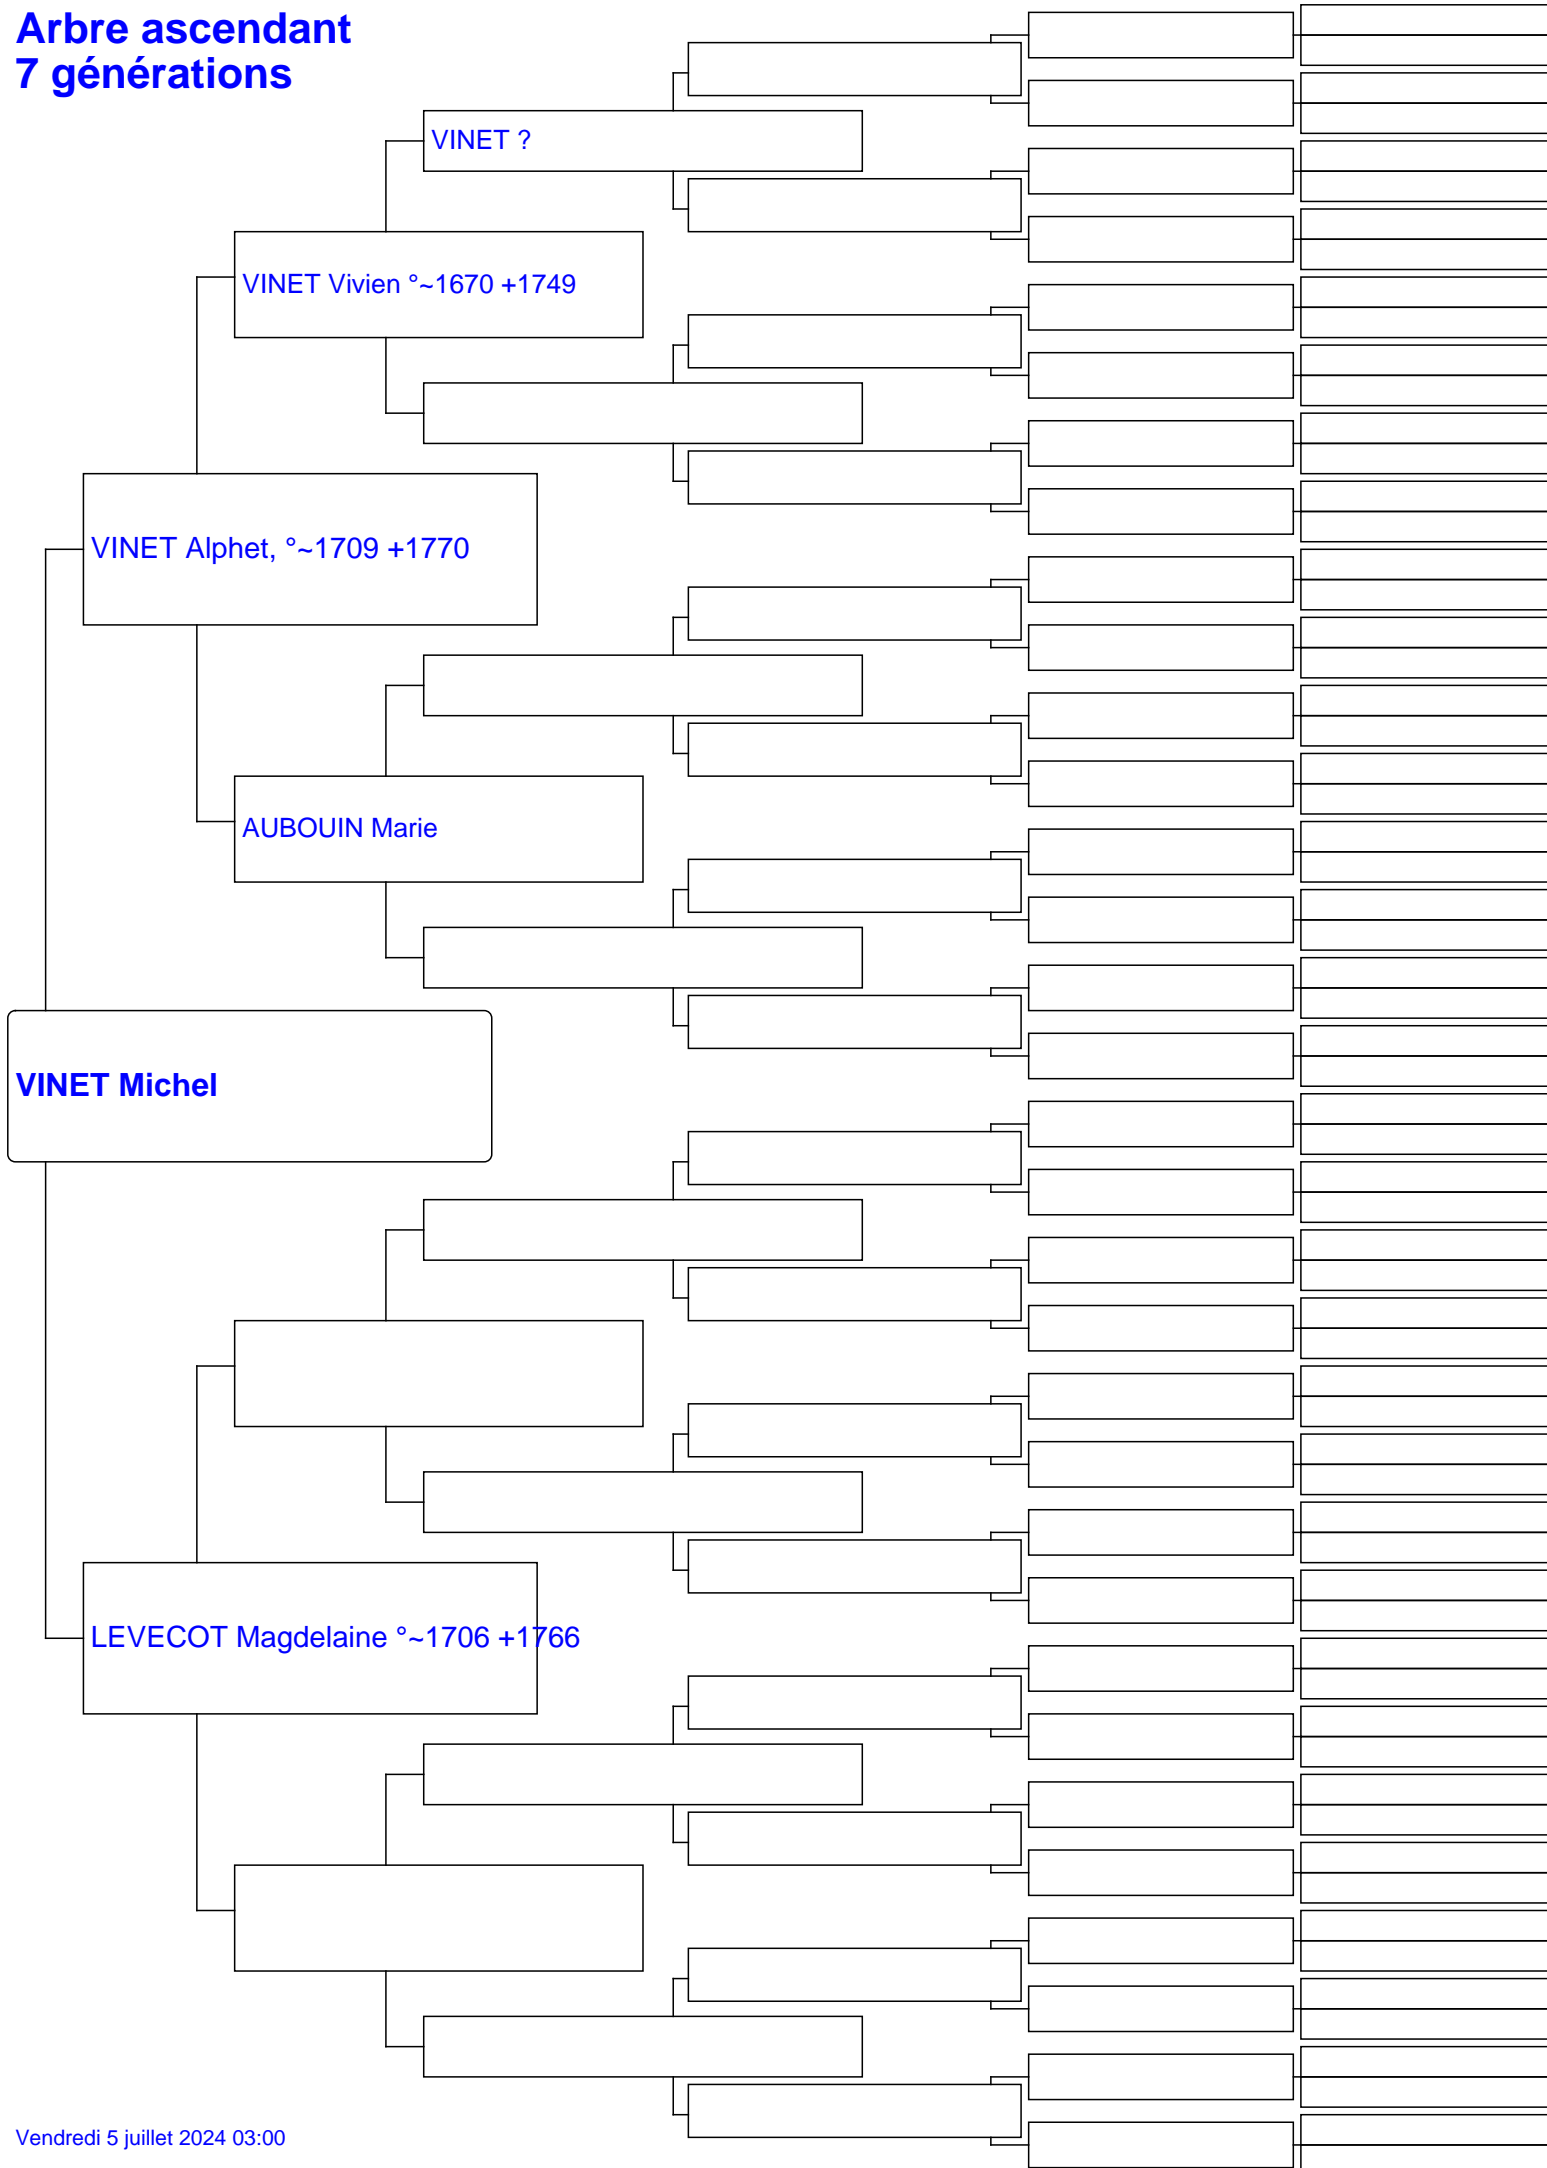 Arbre ascendant
7 générations
VINET ?
VINET Vivien °~1670 +1749
VINET Alphet, °~1709 +1770
AUBOUIN Marie
VINET Michel
LEVECOT Magdelaine °~1706 +1766
Vendredi 5 juillet 2024 03:00